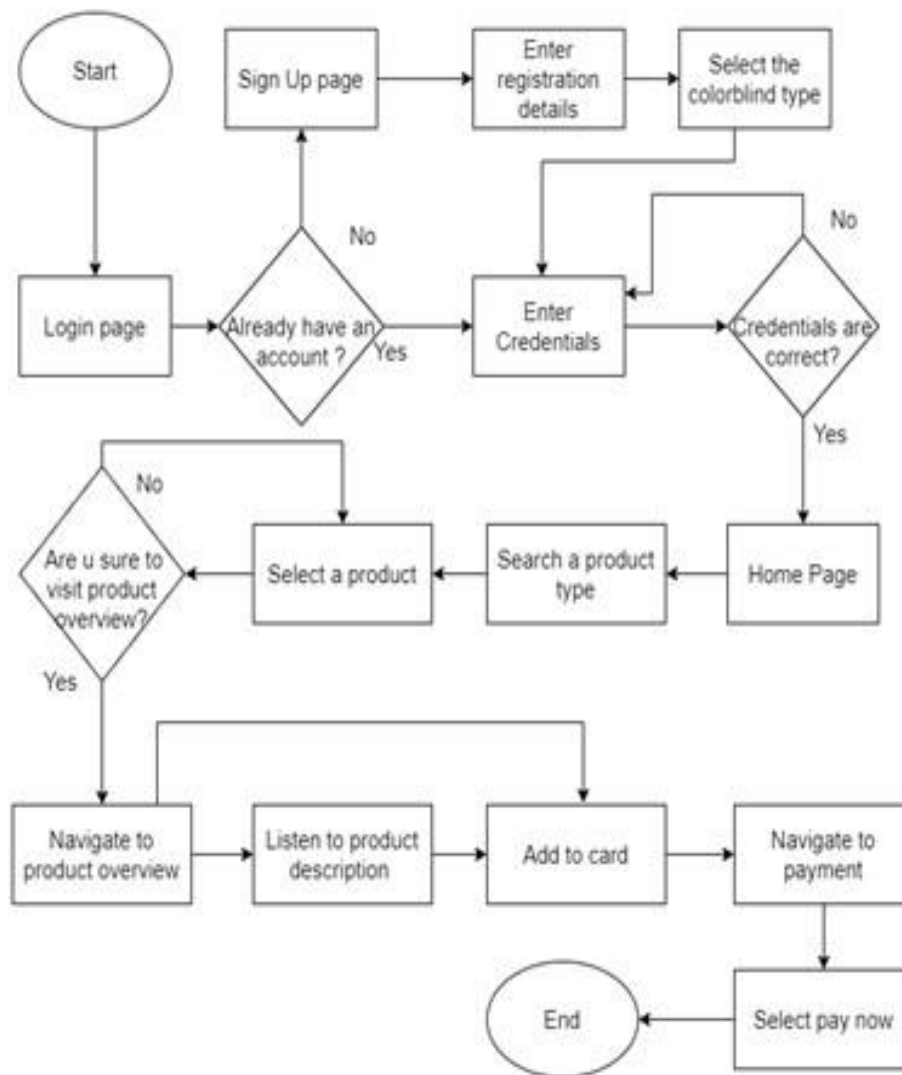 Start
Sign Up page
Enter
registration
details
Select the
colorblind type
No
No
Login page
Already have an
account ?
Yes
Enter
Credentials
Credentials are
correct?
Yes
No
Are u sure to
visit product
overview?
Select a product
Search a product
type
Home Page
Yes
Navigate to
product overview
Listen to product
description
Add to card
Navigate to
payment
End
Select pay now